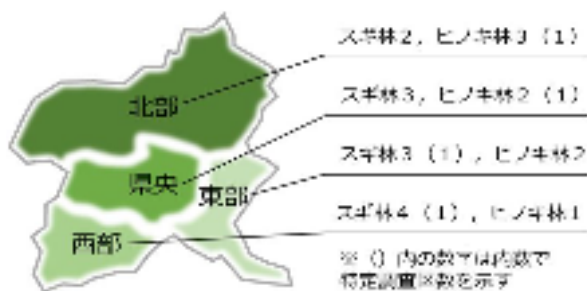 スギ林2, ヒノキ林3 (1)
北部
スギ林3, ヒノキ林2 (1)
県央
スギ林3 (1), ヒノキ林2
東部
スギ林4 (1), ヒノキ林1
西部
※ () 内の数字は内数で
特定調査区数を示す